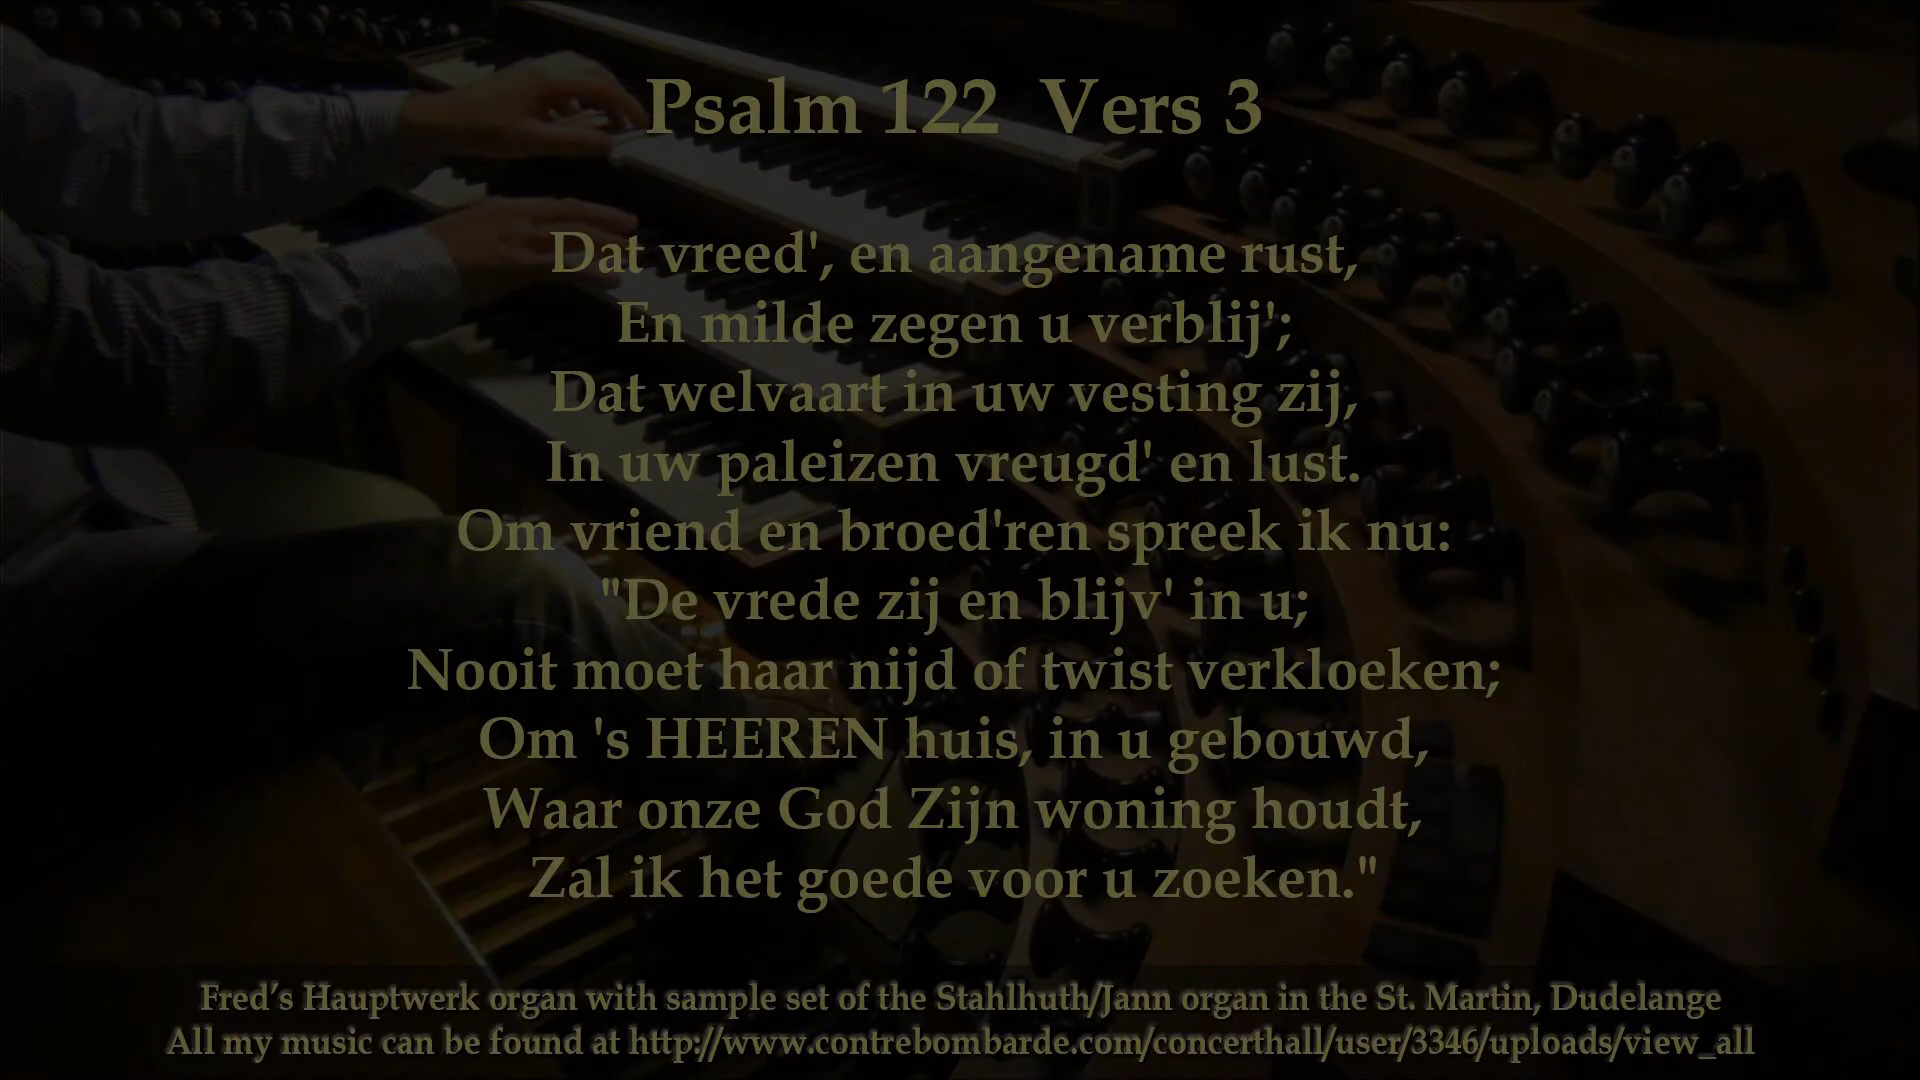 Psalm 122 Vers 3
Dat vreed', en aangename rust,
En milde zegen u verblij';
Dat welvaart in uw vesting zij,
In uw paleizen vreugd' en lust.
Om vriend en broed'ren spreek ik nu:
"De vrede zij en blijv' in u;
Nooit moet haar nijd of twist verkloeken;
Om 's HEEREN huis, in u gebouwd,
Waar onze God Zijn woning houdt,
Zal ik het goede voor u zoeken."
Fred’s Hauptwerk organ with sample set of the Stahlhuth/Jann organ in the St. Martin, Dudelange
All my music can be found at http://www.contrebombarde.com/concerthall/user/3346/uploads/view_all